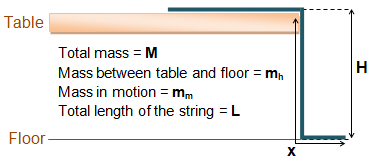 Table
Total mass = M
Mass between table and floor = mh
Mass in motion = mm
Total length of the string = L
H
Floor
x